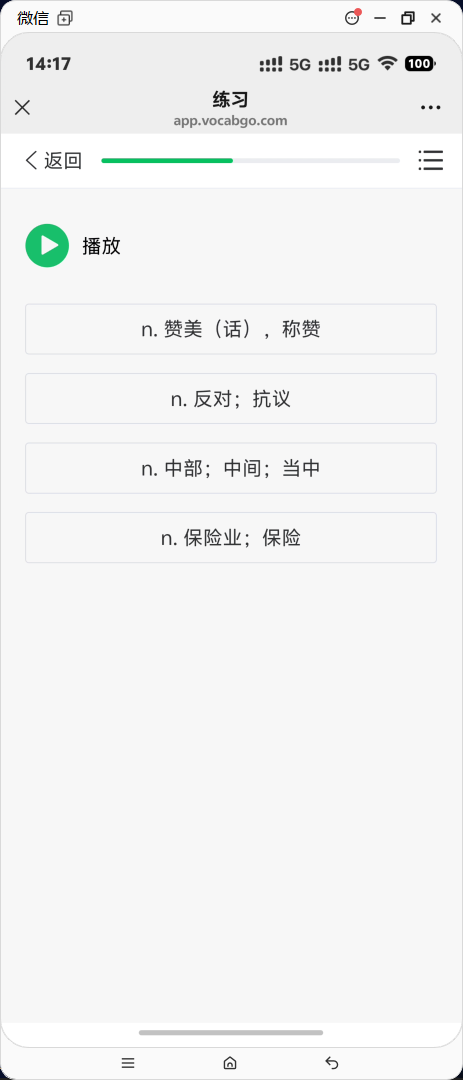 微信
14:17 5G 5G 100
练习
app.vocabgo.com
返回
播放
n. 赞美（话），称赞
n. 反对；抗议
n. 中部；中间；当中
n. 保险业；保险